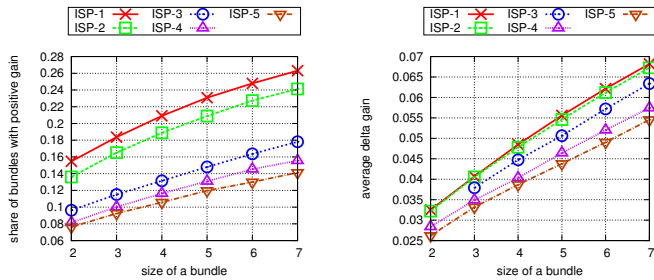 ISP-1 ISP-3 ISP-5
ISP-2 ISP-4
0.28
0.26
0.24
0.22
0.2
0.18
0.16
0.14
0.12
0.1
0.08
0.06
share of bundles with positive gain
2 3 4 5 6 7
size of a bundle
ISP-1 ISP-3 ISP-5
ISP-2 ISP-4
0.07
0.065
0.06
0.055
0.05
0.045
0.04
0.035
0.03
0.025
average delta gain
2 3 4 5 6 7
size of a bundle